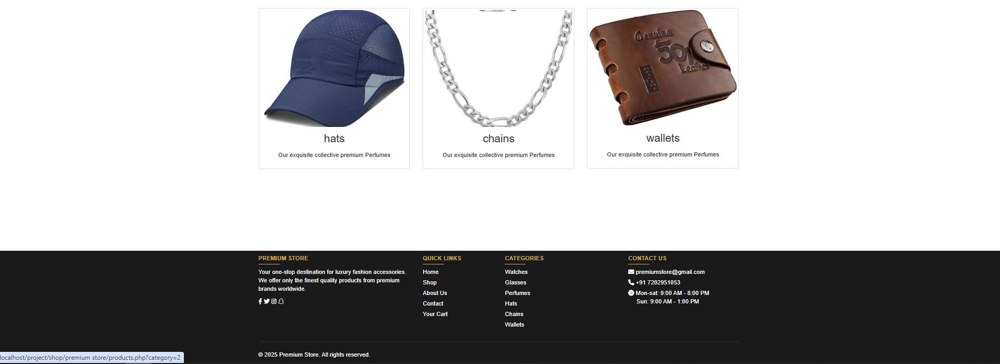 Genuine
501
Leather
hats
Our exquisite collective premium Perfumes
chains
Our exquisite collective premium Perfumes
wallets
Our exquisite collective premium Perfumes
PREMIUM STORE
Your one-stop destination for luxury fashion accessories.
We offer only the finest quality products from premium
brands worldwide.
QUICK LINKS
Home
Shop
About Us
Contact
Your Cart
CATEGORIES
Watches
Glasses
Perfumes
Hats
Chains
Wallets
CONTACT US
premiumstore@gmail.com
+91 7202951053
Mon-sat: 9:00 AM - 8:00 PM
Sun: 9:00 AM - 1:00 PM
© 2025 Premium Store. All rights reserved.
localhost/project/shop/premium store/products.php?category=2